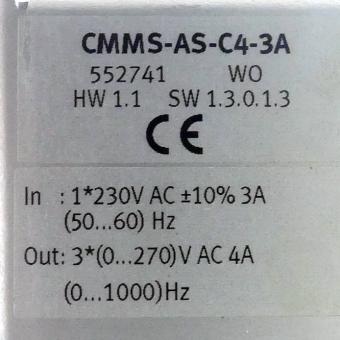 CMMS-AS-C4-3A
552741 WO
HW 1.1 SW 1.3.0.1.3
CE
In : 1*230V AC ±10% 3A
(50...60) Hz
Out: 3*(0...270)V AC 4A
(0...1000)Hz